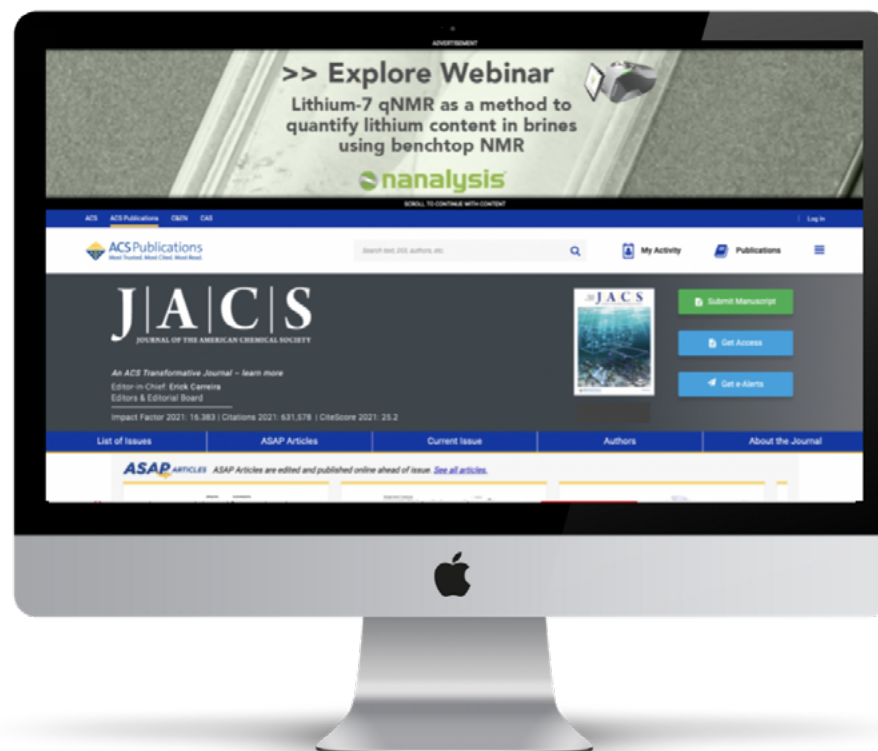 ADVERTISEMENT
>> Explore Webinar
Lithium-7 qNMR as a method to
quantify lithium content in brines
using benchtop NMR
nanalysis
SCROLL TO CONTINUE WITH CONTENT
ACS ACS Publications C&EN CAS Log In
ACS Publications
Most Trusted. Most Cited. Most Read.
Search text, DOI, authors, etc.
My Activity
Publications
J|A|C|S
JOURNAL OF THE AMERICAN CHEMICAL SOCIETY
JACS
Submit Manuscript
Get Access
Get e-Alerts
An ACS Transformative Journal – learn more
Editor-in-Chief: Erick Carreira
Editors & Editorial Board
Impact Factor 2021: 16.383 | Citations 2021: 631,578 | CiteScore 2021: 25.2
List of Issues ASAP Articles Current Issue Authors About the Journal
ASAP ARTICLES ASAP Articles are edited and published online ahead of issue. See all articles.